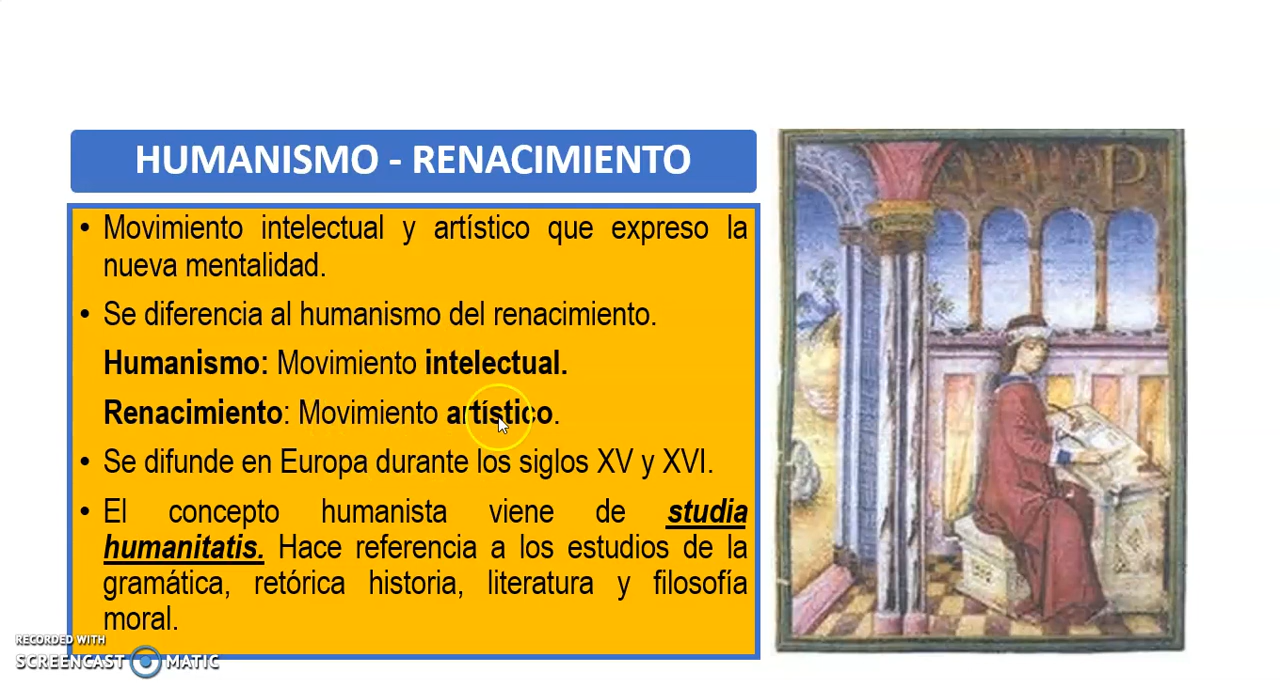 HUMANISMO - RENACIMIENTO
• Movimiento intelectual y artístico que expreso la
nueva mentalidad.
• Se diferencia al humanismo del renacimiento.
Humanismo: Movimiento intelectual.
Renacimiento: Movimiento artístico.
• Se difunde en Europa durante los siglos XV y XVI.
• El concepto humanista viene de studia
humanitatis. Hace referencia a los estudios de la
gramática, retórica historia, literatura y filosofía
moral.
P
RECORDED WITH
SCREENCAST MATIC